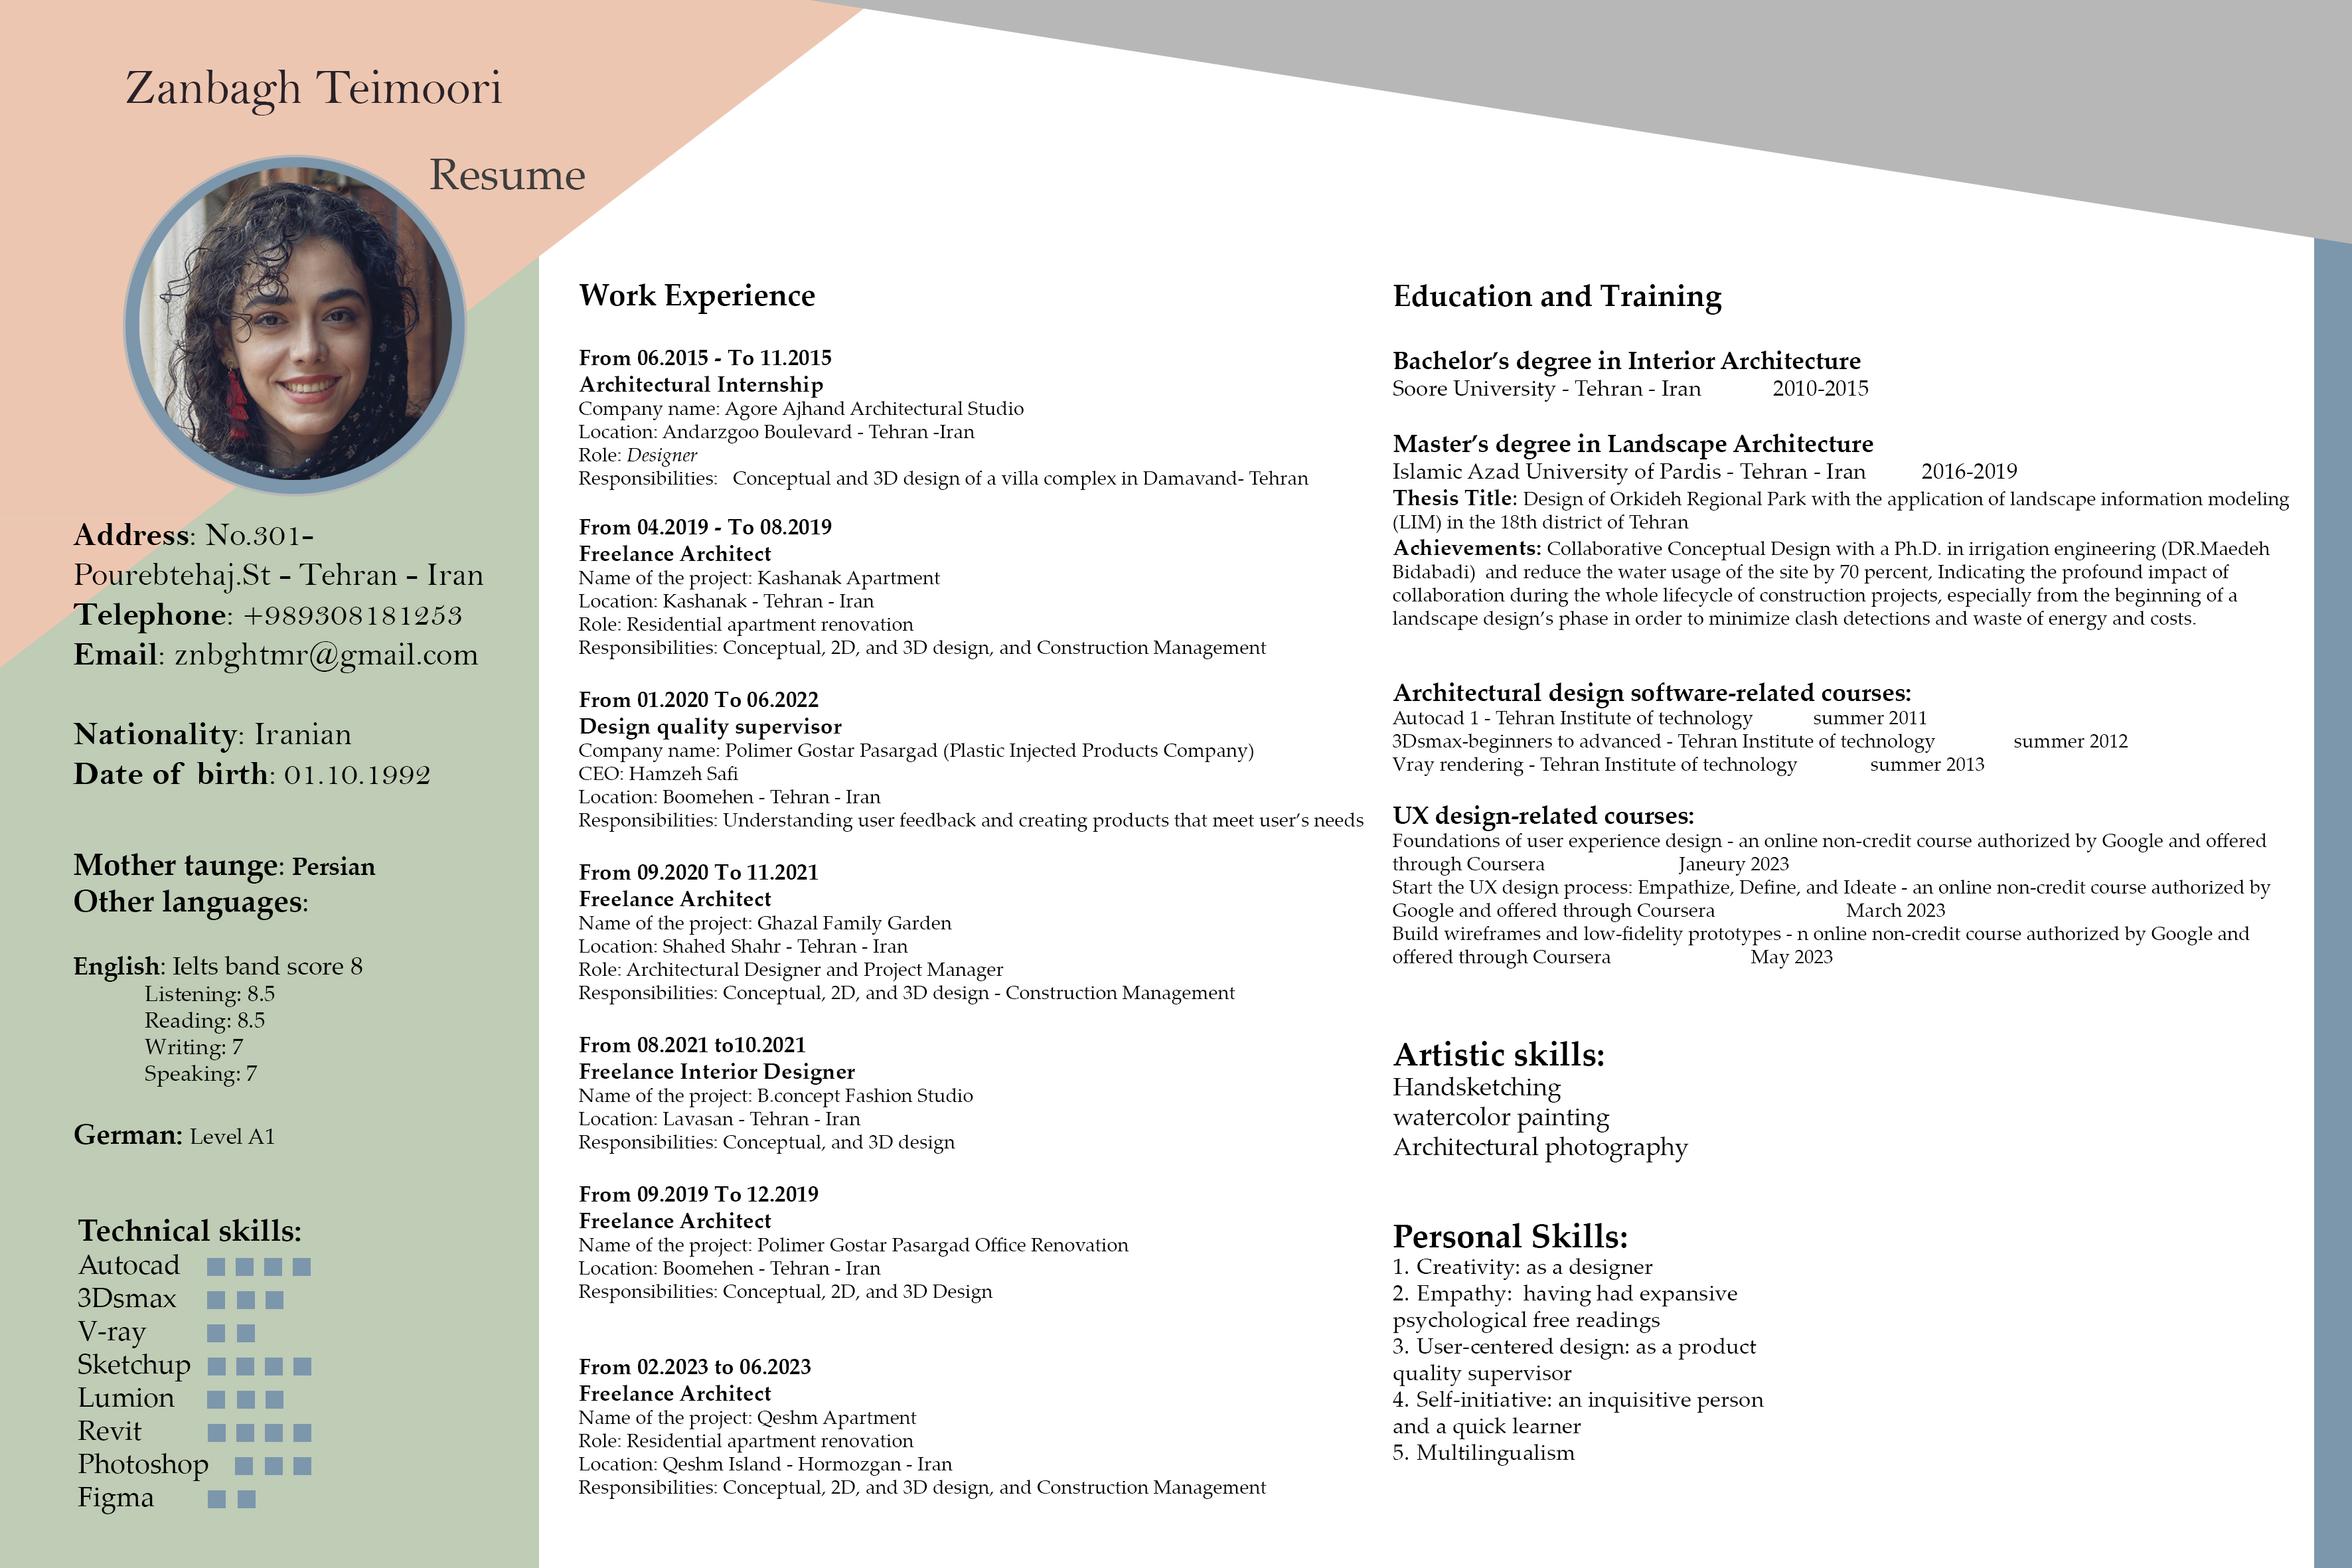 Zanbagh Teimoori
Resume
Address: No.301-
Pourebtehaj.St - Tehran - Iran
Telephone: +989308181253
Email: znbghtmr@gmail.com
Nationality: Iranian
Date of birth: 01.10.1992
Mother taunge: Persian
Other languages:
English: Ielts band score 8
Listening: 8.5
Reading: 8.5
Writing: 7
Speaking: 7
German: Level A1
Technical skills:
Autocad
3Dsmax
V-ray
Sketchup
Lumion
Revit
Photoshop
Figma
Work Experience
From 06.2015 - To 11.2015
Architectural Internship
Company name: Agore Ajhand Architectural Studio
Location: Andarzgoo Boulevard - Tehran -Iran
Role: Designer
Responsibilities: Conceptual and 3D design of a villa complex in Damavand- Tehran
From 04.2019 - To 08.2019
Freelance Architect
Name of the project: Kashanak Apartment
Location: Kashanak - Tehran - Iran
Role: Residential apartment renovation
Responsibilities: Conceptual, 2D, and 3D design, and Construction Management
From 01.2020 To 06.2022
Design quality supervisor
Company name: Polimer Gostar Pasargad (Plastic Injected Products Company)
CEO: Hamzeh Safi
Location: Boomehen - Tehran - Iran
Responsibilities: Understanding user feedback and creating products that meet user's needs
From 09.2020 To 11.2021
Freelance Architect
Name of the project: Ghazal Family Garden
Location: Shahed Shahr - Tehran - Iran
Role: Architectural Designer and Project Manager
Responsibilities: Conceptual, 2D, and 3D design - Construction Management
From 08.2021 to10.2021
Freelance Interior Designer
Name of the project: B.concept Fashion Studio
Location: Lavasan - Tehran - Iran
Responsibilities: Conceptual, and 3D design
From 09.2019 To 12.2019
Freelance Architect
Name of the project: Polimer Gostar Pasargad Office Renovation
Location: Boomehen - Tehran - Iran
Responsibilities: Conceptual, 2D, and 3D Design
From 02.2023 to 06.2023
Freelance Architect
Name of the project: Qeshm Apartment
Role: Residential apartment renovation
Location: Qeshm Island - Hormozgan - Iran
Responsibilities: Conceptual, 2D, and 3D design, and Construction Management
Education and Training
Bachelor's degree in Interior Architecture
Soore University - Tehran - Iran 2010-2015
Master's degree in Landscape Architecture
Islamic Azad University of Pardis - Tehran - Iran 2016-2019
Thesis Title: Design of Orkideh Regional Park with the application of landscape information modeling
(LIM) in the 18th district of Tehran
Achievements: Collaborative Conceptual Design with a Ph.D. in irrigation engineering (DR.Maedeh
Bidabadi) and reduce the water usage of the site by 70 percent, Indicating the profound impact of
collaboration during the whole lifecycle of construction projects, especially from the beginning of a
landscape design's phase in order to minimize clash detections and waste of energy and costs.
Architectural design software-related courses:
Autocad 1 - Tehran Institute of technology summer 2011
3Dsmax-beginners to advanced - Tehran Institute of technology summer 2012
Vray rendering - Tehran Institute of technology summer 2013
UX design-related courses:
Foundations of user experience design - an online non-credit course authorized by Google and offered
through Coursera Janeury 2023
Start the UX design process: Empathize, Define, and Ideate - an online non-credit course authorized by
Google and offered through Coursera March 2023
Build wireframes and low-fidelity prototypes - n online non-credit course authorized by Google and
offered through Coursera May 2023
Artistic skills:
Handsketching
watercolor painting
Architectural photography
Personal Skills:
1. Creativity: as a designer
2. Empathy: having had expansive
psychological free readings
3. User-centered design: as a product
quality supervisor
4. Self-initiative: an inquisitive person
and a quick learner
5. Multilingualism